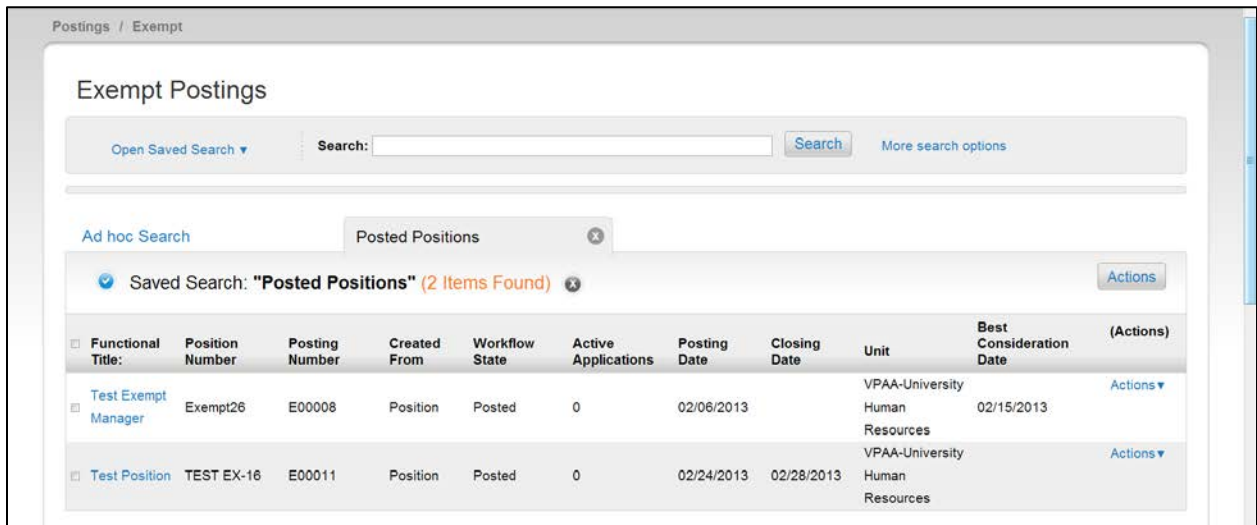 Postings / Exempt
Exempt Postings
Open Saved Search ▼ Search: Search More search options
Ad hoc Search Posted Positions
Saved Search: "Posted Positions" (2 Items Found) Actions
Functional Title: Position Number Posting Number Created From Workflow State Active Applications Posting Date Closing Date Unit Best Consideration Date (Actions)
Test Exempt Manager Exempt26 E00008 Position Posted 0 02/06/2013 VPAA-University Human Resources 02/15/2013 Actions▼
Test Position TEST EX-16 E00011 Position Posted 0 02/24/2013 02/28/2013 VPAA-University Human Resources Actions▼